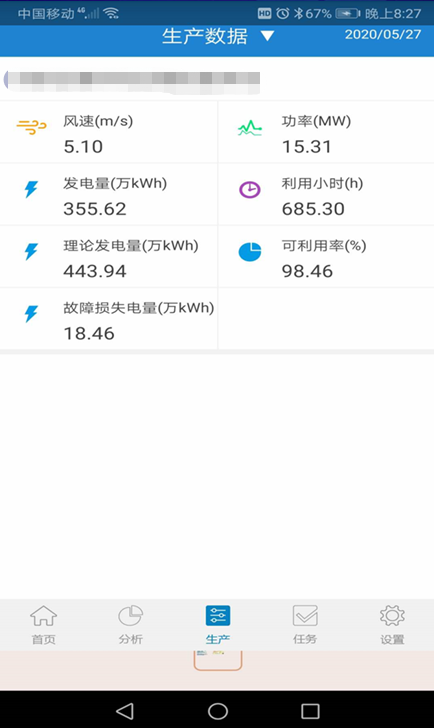 中国移动 4G HD 67% 晚上8:27
生产数据 ▼ 2020/05/27
风速(m/s) 功率(MW)
5.10 15.31
发电量(万kWh) 利用小时(h)
355.62 685.30
理论发电量(万kWh) 可利用率(%)
443.94 98.46
故障损失电量(万kWh)
18.46
首页 分析 生产 任务 设置